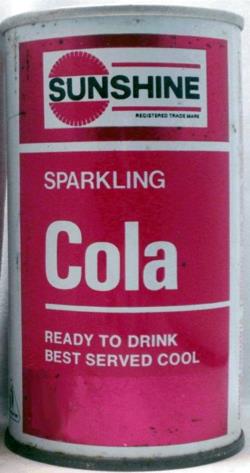 SUNSHINE
REGISTERED TRADE MARK
SPARKLING
Cola
READY TO DRINK
BEST SERVED COOL